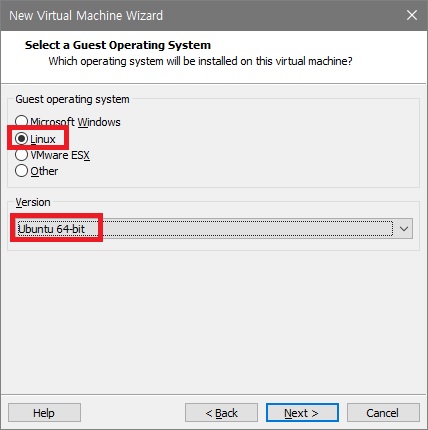 New Virtual Machine Wizard
Select a Guest Operating System
Which operating system will be installed on this virtual machine?
Guest operating system
Microsoft Windows
Linux
VMware ESX
Other
Version
Ubuntu 64-bit
Help
< Back
Next >
Cancel